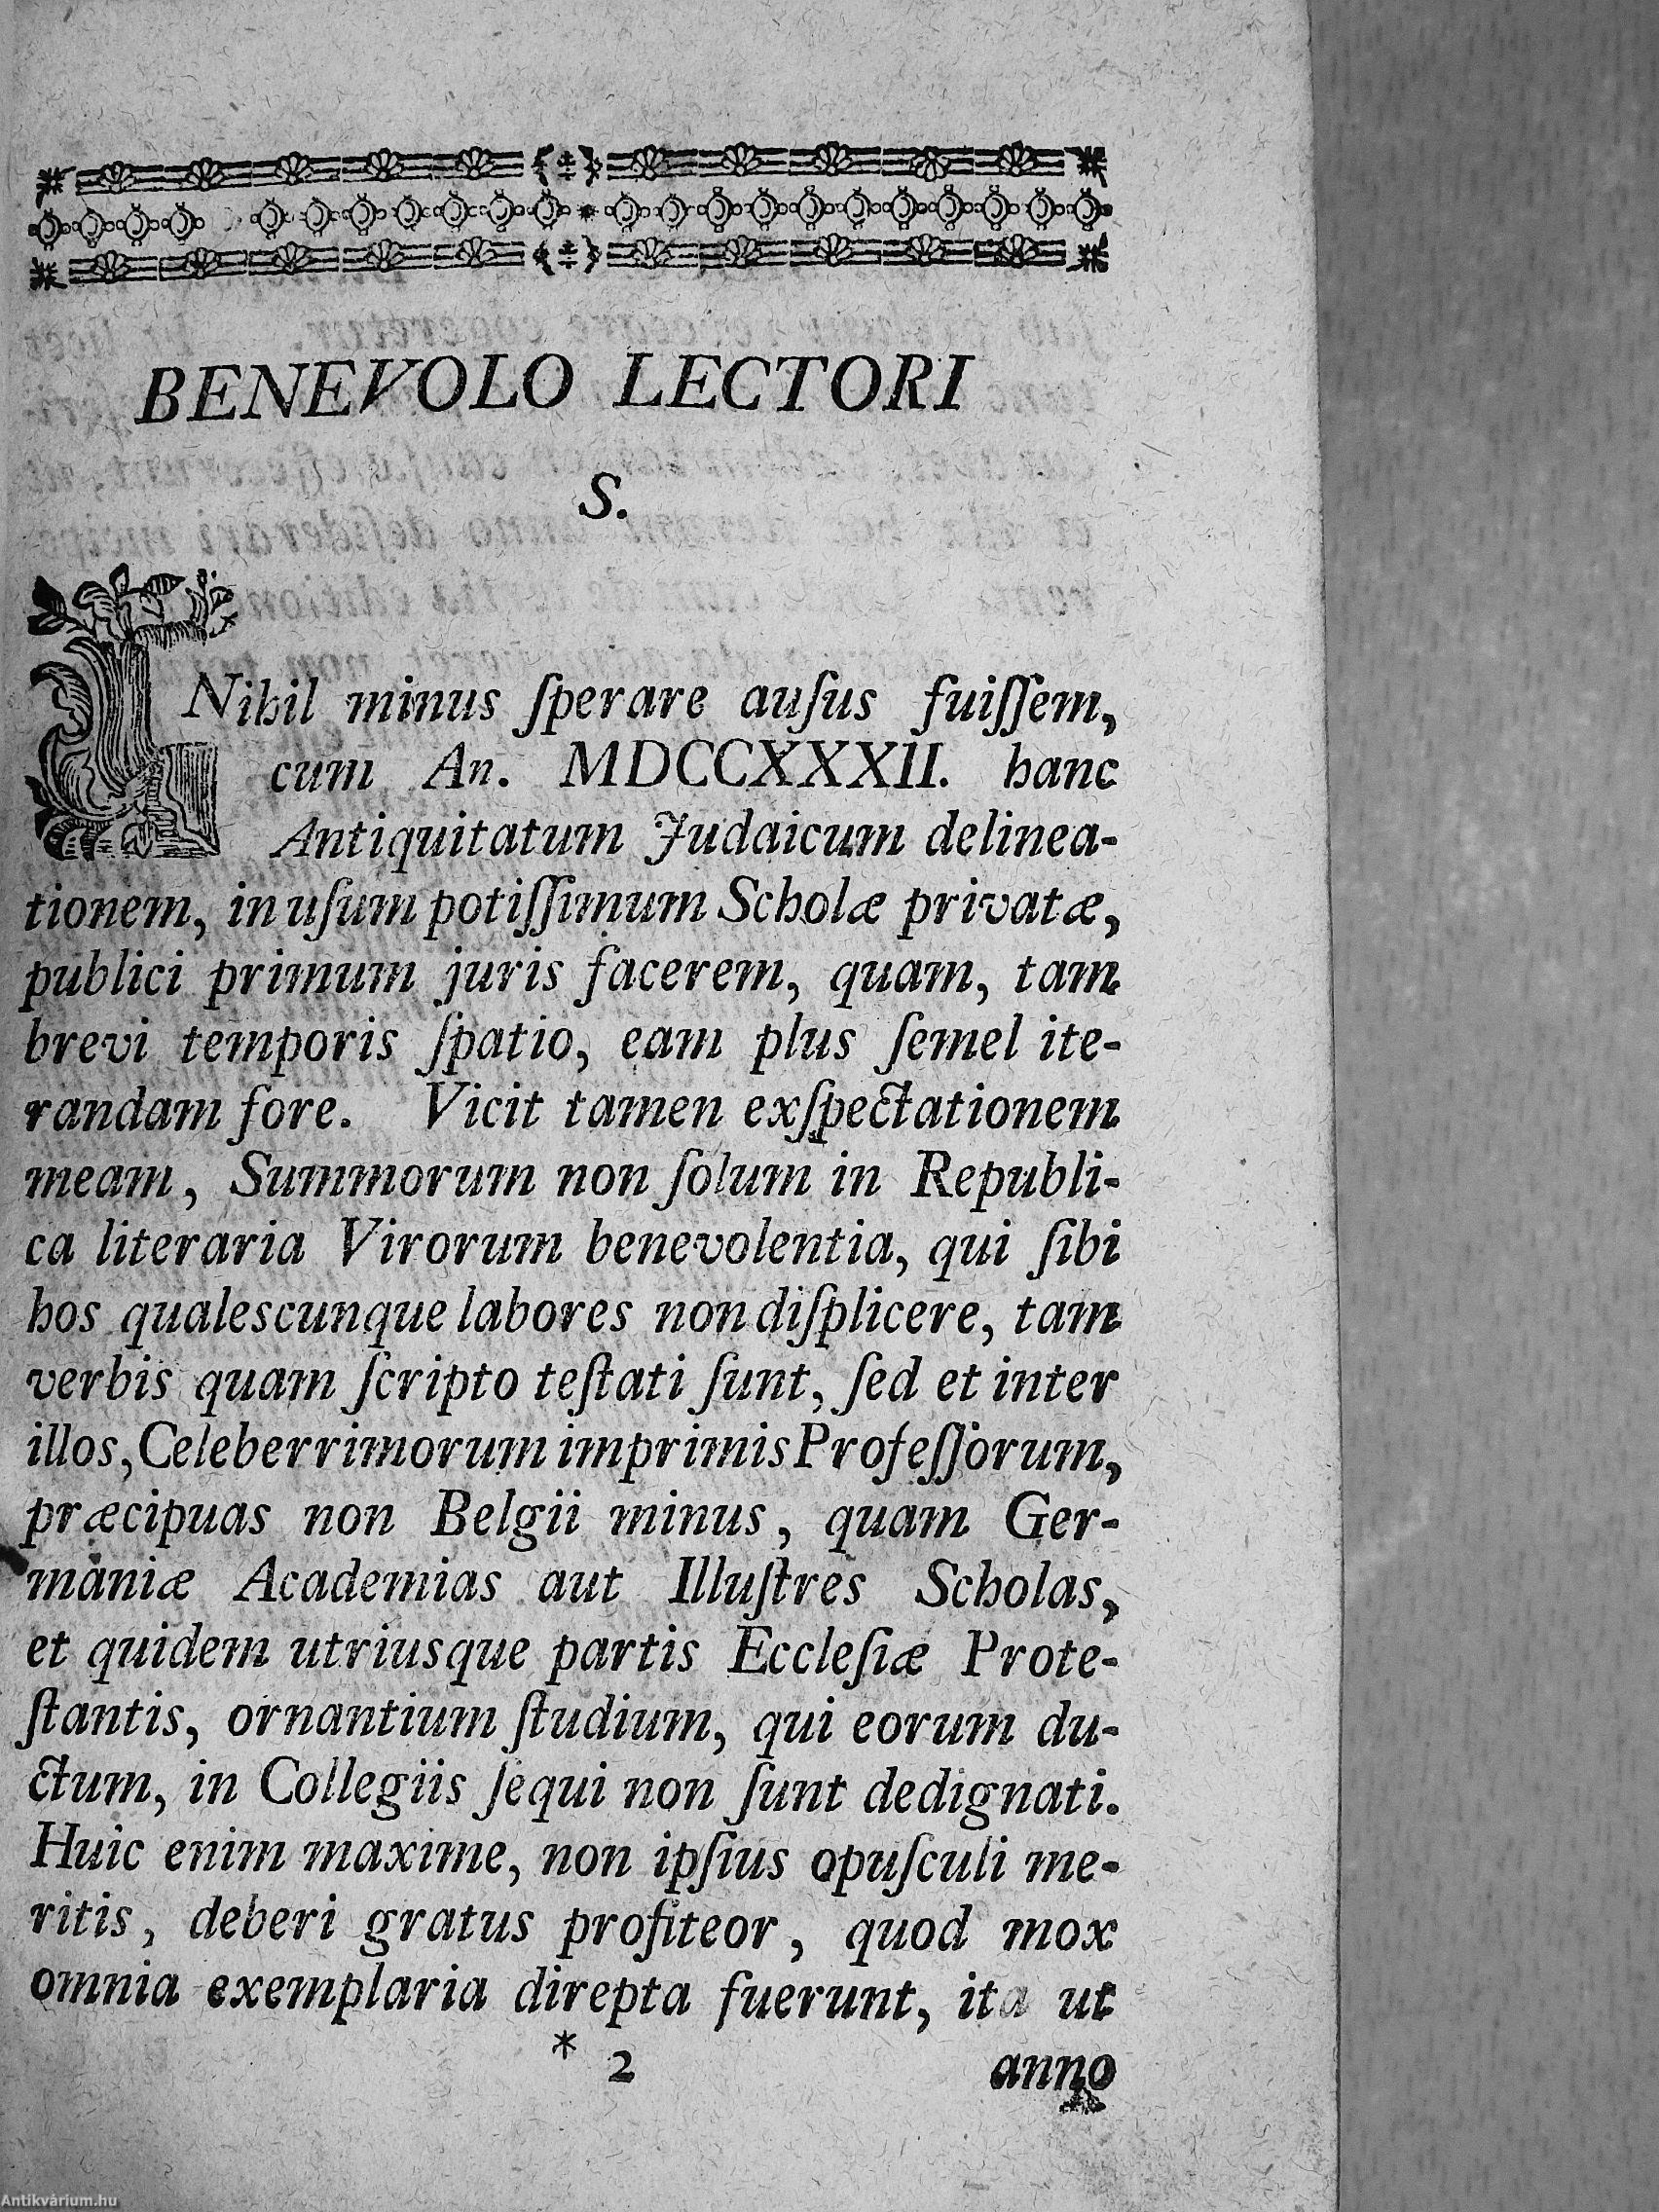 BENEVOLO LECTORI
S.
Nihil minus ſperare auſus fuiſſem,
cum An. MDCCXXXII. hanc
Antiquitatum Judaicum delinea-
tionem, in uſum potiſſimum Scholæ privatæ,
publici primum juris facerem, quam, tam
brevi temporis ſpatio, eam plus ſemel ite-
randam fore. Vicit tamen exſpectationem
meam, Summorum non ſolum in Republi-
ca literaria Virorum benevolentia, qui ſibi
hos qualescunque labores non diſplicere, tam
verbis quam ſcripto teſtati ſunt, ſed et inter
illos, Celeberrimorum imprimis Profeſſorum,
præcipuas non Belgii minus, quam Ger-
maniæ Academias aut Illuſtres Scholas,
et quidem utriusque partis Eccleſiæ Prote-
ſtantis, ornantium ſtudium, qui eorum du-
ctum, in Collegiis ſequi non ſunt dedignati.
Huic enim maxime, non ipſius opuſculi me-
ritis, deberi gratus profiteor, quod mox
omnia exemplaria direpta fuerunt, ita ut
* 2 anno
Antikvárium.hu